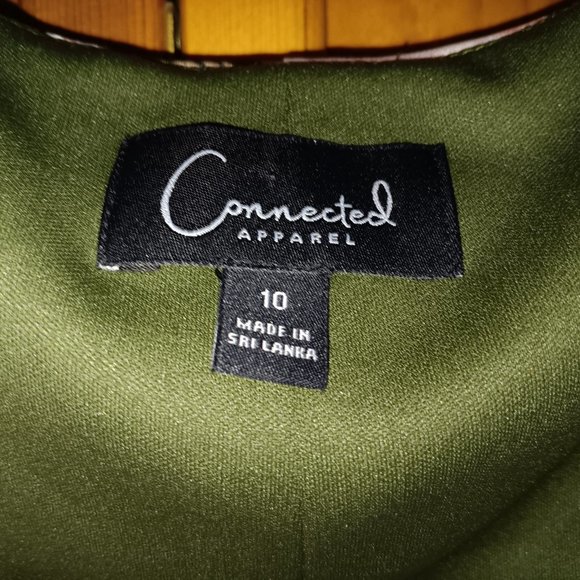 Connected
APPAREL
10
MADE IN
SRI LANKA